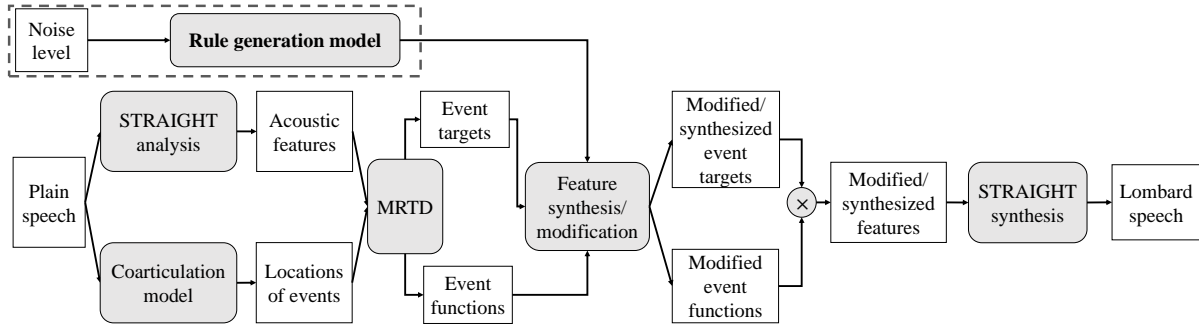 Noise
level
Rule generation model
Plain
speech
STRAIGHT
analysis
Acoustic
features
Coarticulation
model
Locations
of events
MRTD
Event
targets
Event
functions
Feature
synthesis/
modification
Modified/
synthesized
event
targets
Modified
event
functions
×
Modified/
synthesized
features
STRAIGHT
synthesis
Lombard
speech